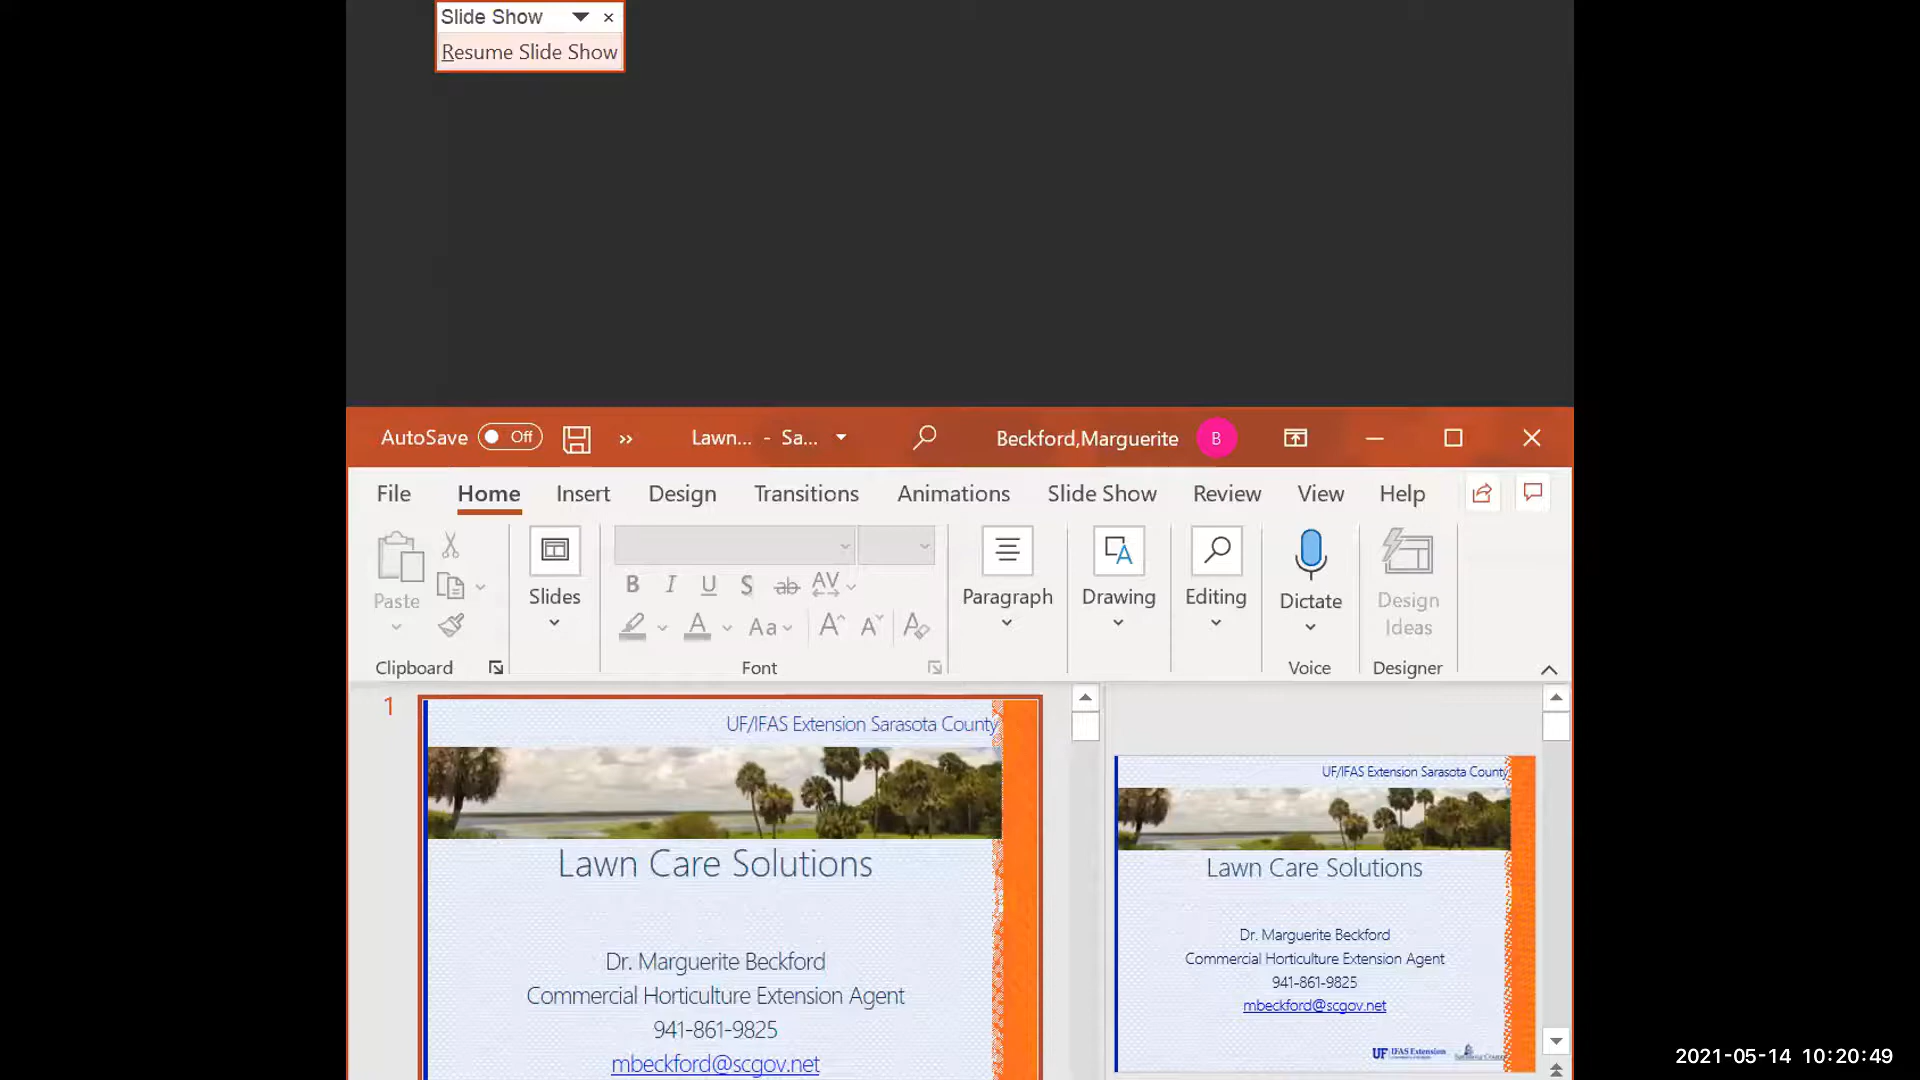 Slide Show
Resume Slide Show
AutoSave Off
Lawn... - Sa...
Beckford,Marguerite B
File Home Insert Design Transitions Animations Slide Show Review View Help
Paste
Slides
B I U S ab AV
A Aa A A A
Paragraph
Drawing
Editing
Dictate
Design
Ideas
Clipboard
Font
Voice
Designer
1
UF/IFAS Extension Sarasota County
Lawn Care Solutions
Dr. Marguerite Beckford
Commercial Horticulture Extension Agent
941-861-9825
mbeckford@scgov.net
UF/IFAS Extension Sarasota County
Lawn Care Solutions
Dr. Marguerite Beckford
Commercial Horticulture Extension Agent
941-861-9825
mbeckford@scgov.net
UF IFAS Extension
2021-05-14 10:20:49